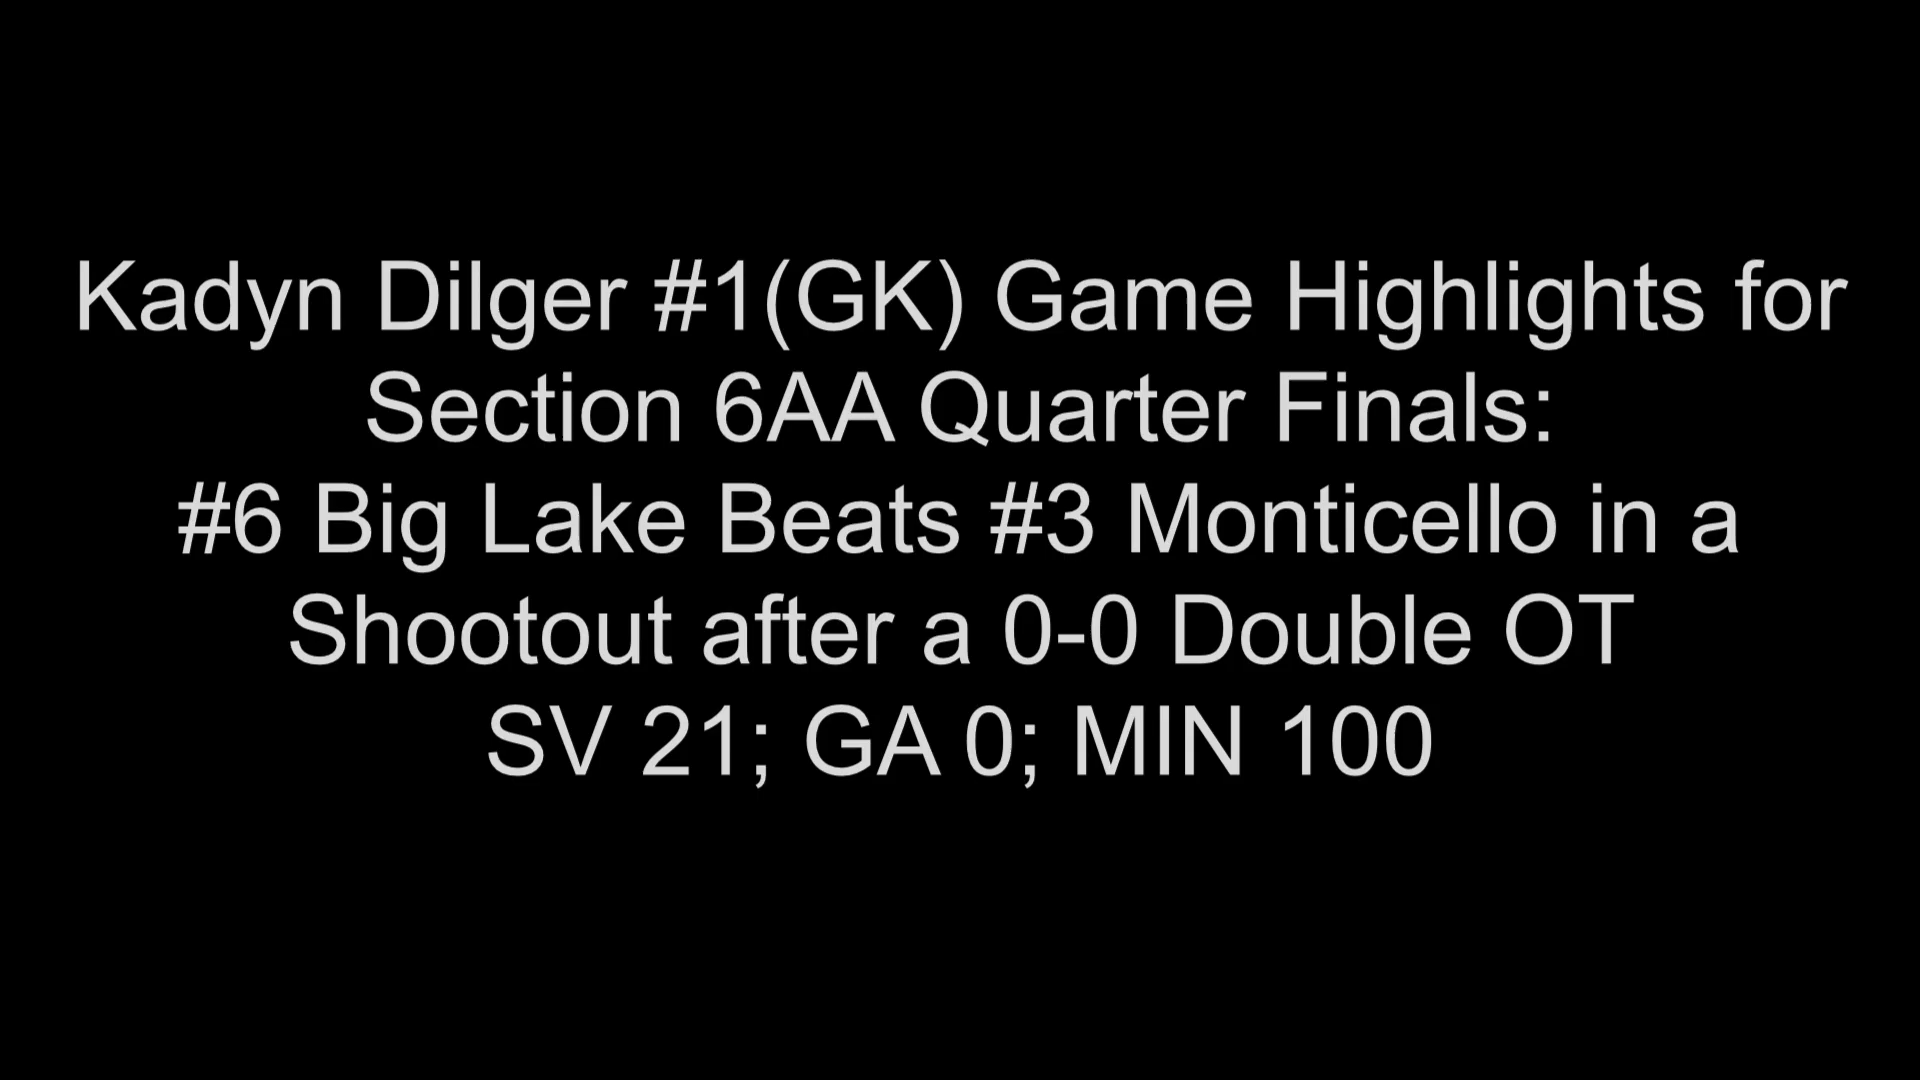 Kadyn Dilger #1(GK) Game Highlights for
Section 6AA Quarter Finals:
#6 Big Lake Beats #3 Monticello in a
Shootout after a 0-0 Double OT
SV 21; GA 0; MIN 100